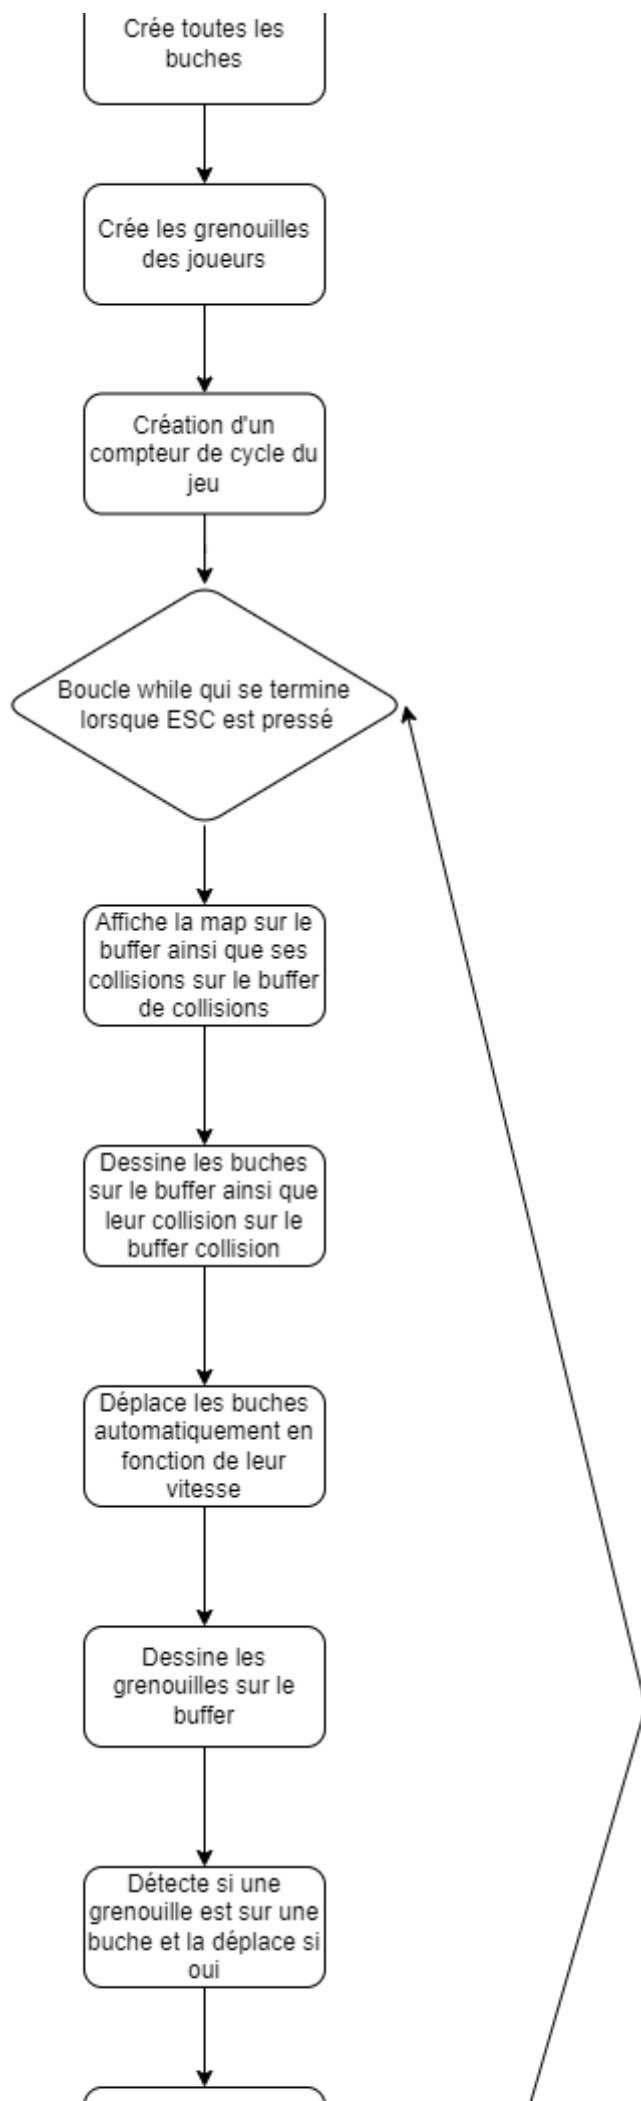 Crée toutes les
buches
Crée les grenouilles
des joueurs
Création d'un
compteur de cycle du
jeu
Boucle while qui se termine
lorsque ESC est pressé
Affiche la map sur le
buffer ainsi que ses
collisions sur le buffer
de collisions
Dessine les buches
sur le buffer ainsi que
leur collision sur le
buffer collision
Déplace les buches
automatiquement en
fonction de leur
vitesse
Dessine les
grenouilles sur le
buffer
Détecte si une
grenouille est sur une
buche et la déplace si
oui